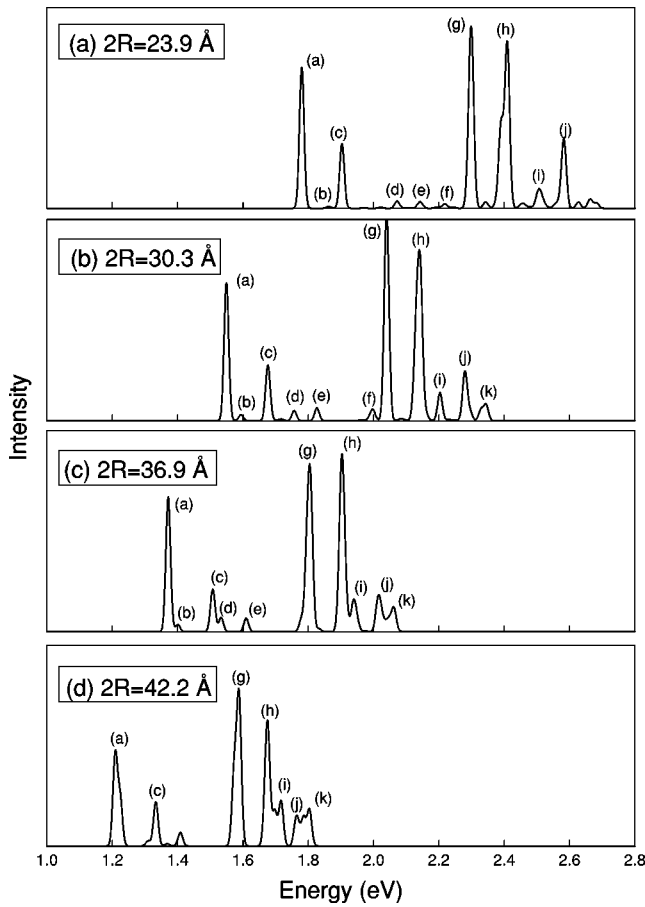 (a) 2R=23.9 Å
(a)
(b)
(c)
(d)
(e)
(f)
(g)
(h)
(i)
(j)
(b) 2R=30.3 Å
(a)
(b)
(c)
(d)
(e)
(f)
(g)
(h)
(i)
(j)
(k)
(c) 2R=36.9 Å
(a)
(b)
(c)
(d)
(e)
(g)
(h)
(i)
(j)
(k)
(d) 2R=42.2 Å
(a)
(c)
(g)
(h)
(i)
(j)
(k)
Intensity
1.0 1.2 1.4 1.6 1.8 2.0 2.2 2.4 2.6 2.8
Energy (eV)